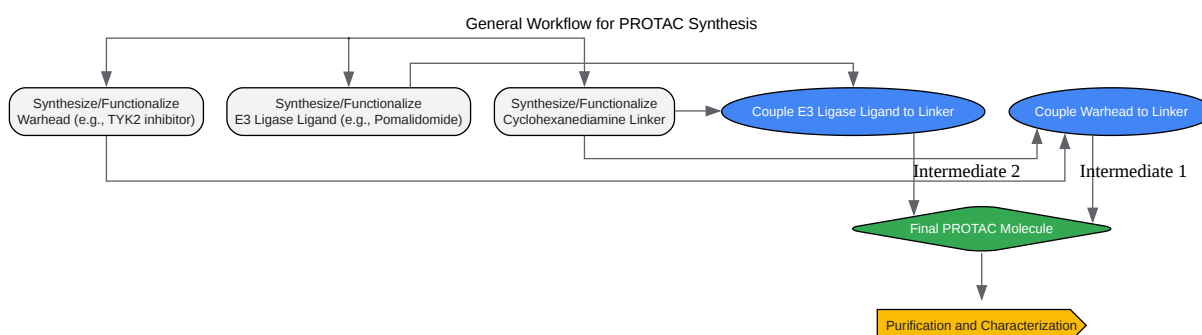 General Workflow for PROTAC Synthesis
Synthesize/Functionalize
Warhead (e.g., TYK2 inhibitor)
Synthesize/Functionalize
E3 Ligase Ligand (e.g., Pomalidomide)
Synthesize/Functionalize
Cyclohexanediamine Linker
Couple E3 Ligase Ligand to Linker
Couple Warhead to Linker
Intermediate 2
Intermediate 1
Final PROTAC Molecule
Purification and Characterization